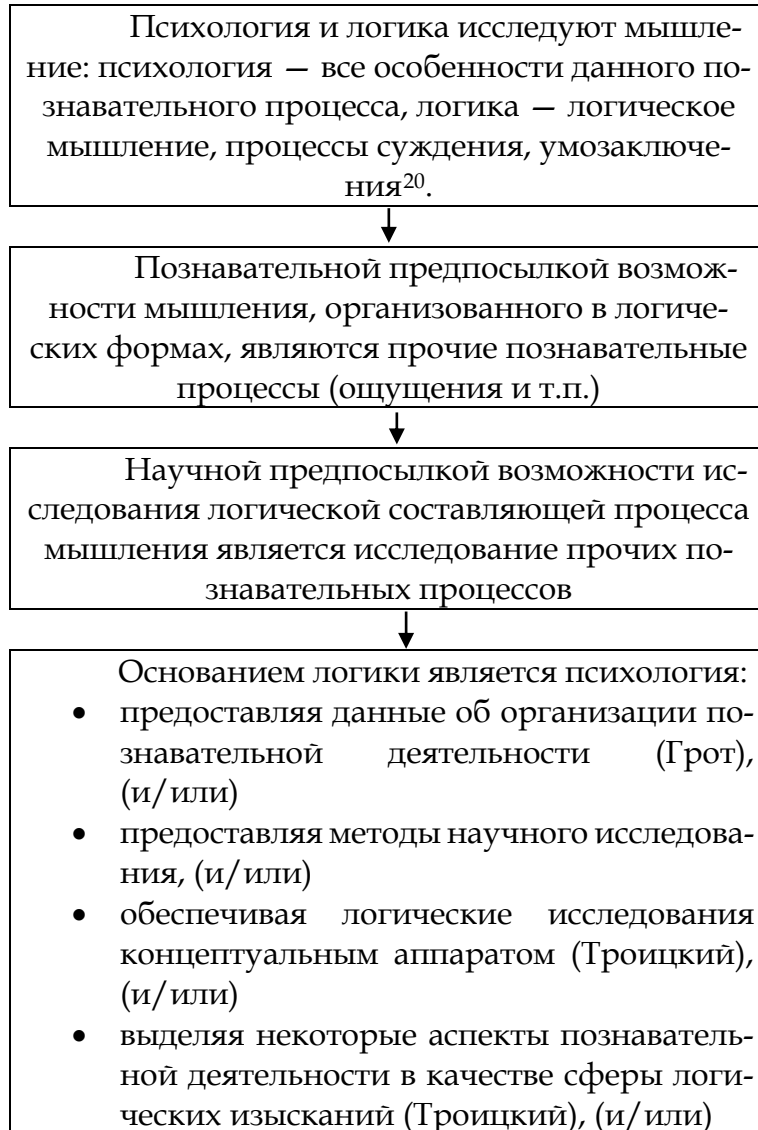 Психология и логика исследуют мышле-
ние: психология — все особенности данного по-
знавательного процесса, логика — логическое
мышление, процессы суждения, умозаключе-
ния²⁰.
Познавательной предпосылкой возмож-
ности мышления, организованного в логиче-
ских формах, являются прочие познавательные
процессы (ощущения и т.п.)
Научной предпосылкой возможности ис-
следования логической составляющей процесса
мышления является исследование прочих по-
знавательных процессов
Основанием логики является психология:
• предоставляя данные об организации по-
знавательной деятельности (Грот),
(и/или)
• предоставляя методы научного исследова-
ния, (и/или)
• обеспечивая логические исследования
концептуальным аппаратом (Троицкий),
(и/или)
• выделяя некоторые аспекты познаватель-
ной деятельности в качестве сферы логи-
ческих изысканий (Троицкий), (и/или)